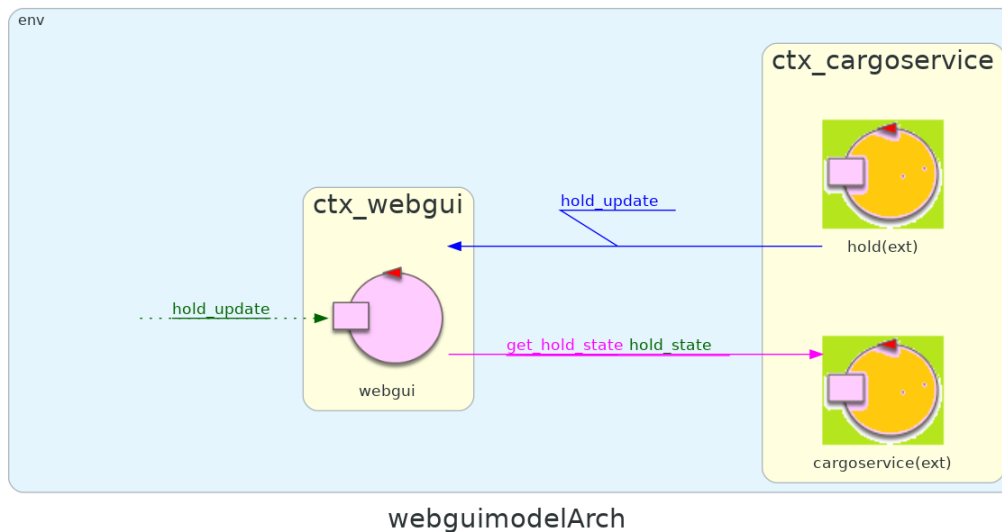 env
ctx_cargoservice
hold_update
ctx_webgui
hold(ext)
hold_update
get_hold_state hold_state
webgui
cargoservice(ext)
webguimodelArch